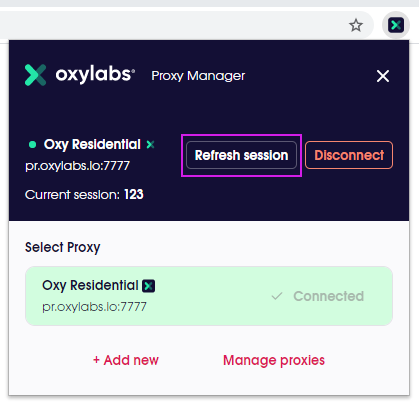 oxylabs® Proxy Manager
Oxy Residential
Refresh session
Disconnect
pr.oxylabs.io:7777
Current session: 123
Select Proxy
Oxy Residential
pr.oxylabs.io:7777
Connected
+ Add new
Manage proxies